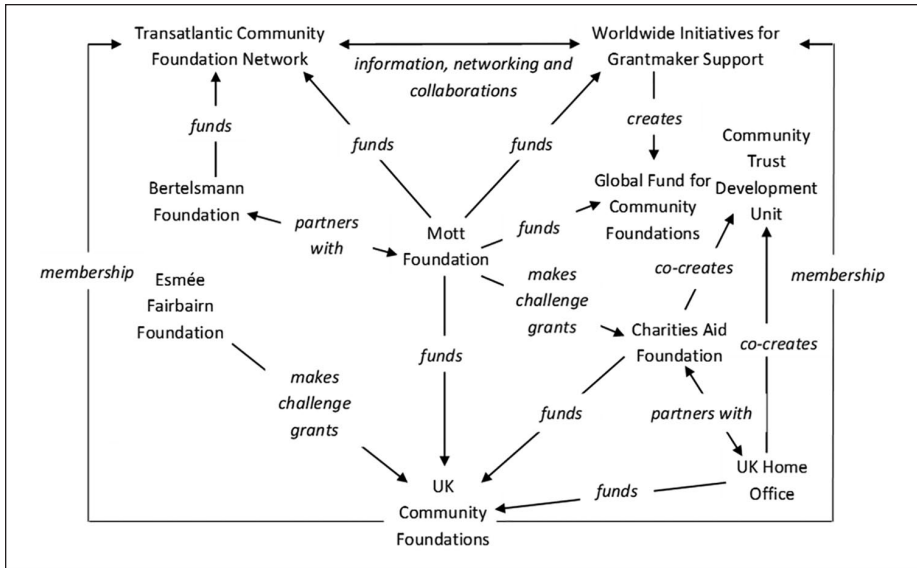 Transatlantic Community
Foundation Network
Worldwide Initiatives for
Grantmaker Support
information, networking and
collaborations
funds
funds
funds
creates
Community
Trust
Development
Unit
Bertelsmann
Foundation
Global Fund for
Community
Foundations
partners
with
Mott
Foundation
funds
membership
Esmée
Fairbairn
Foundation
makes
challenge
grants
co-creates
membership
Charities Aid
Foundation
co-creates
funds
makes
challenge
grants
funds
partners with
UK
Community
Foundations
funds
UK Home
Office